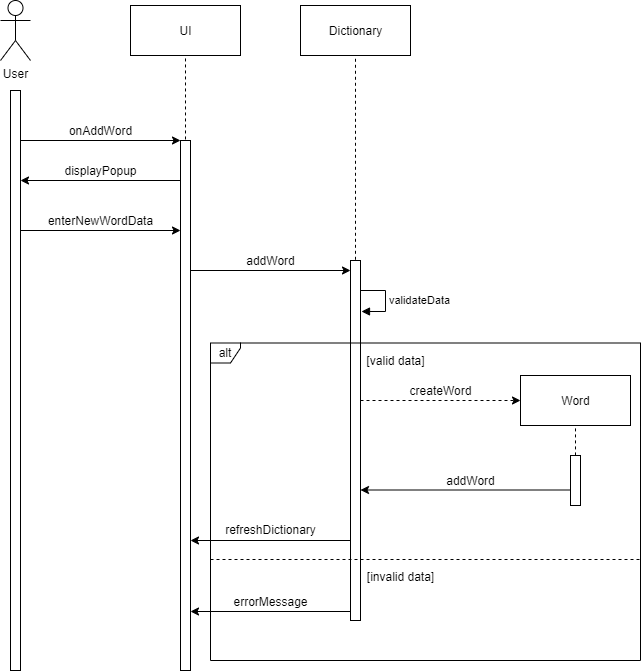 UI
Dictionary
User
onAddWord
displayPopup
enterNewWordData
addWord
validateData
alt
[valid data]
createWord
Word
addWord
refreshDictionary
[invalid data]
errorMessage